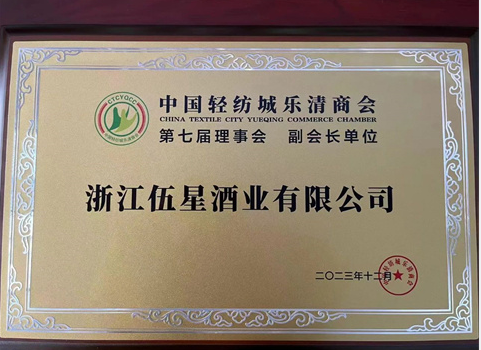 CTCYQCC
中国轻纺城乐清商会
CHINA TEXTILE CITY YUEQING COMMERCE CHAMBER
第七届理事会 副会长单位
浙江伍星酒业有限公司
二〇二三年十二月